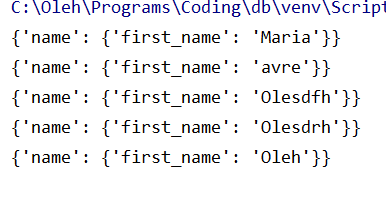 C:\Oleh\Programs\Coding\db\venv\Script
{'name': {'first_name': 'Maria'}}
{'name': {'first_name': 'avre'}}
{'name': {'first_name': 'Olesdfh'}}
{'name': {'first_name': 'Olesdrh'}}
{'name': {'first_name': 'Oleh'}}